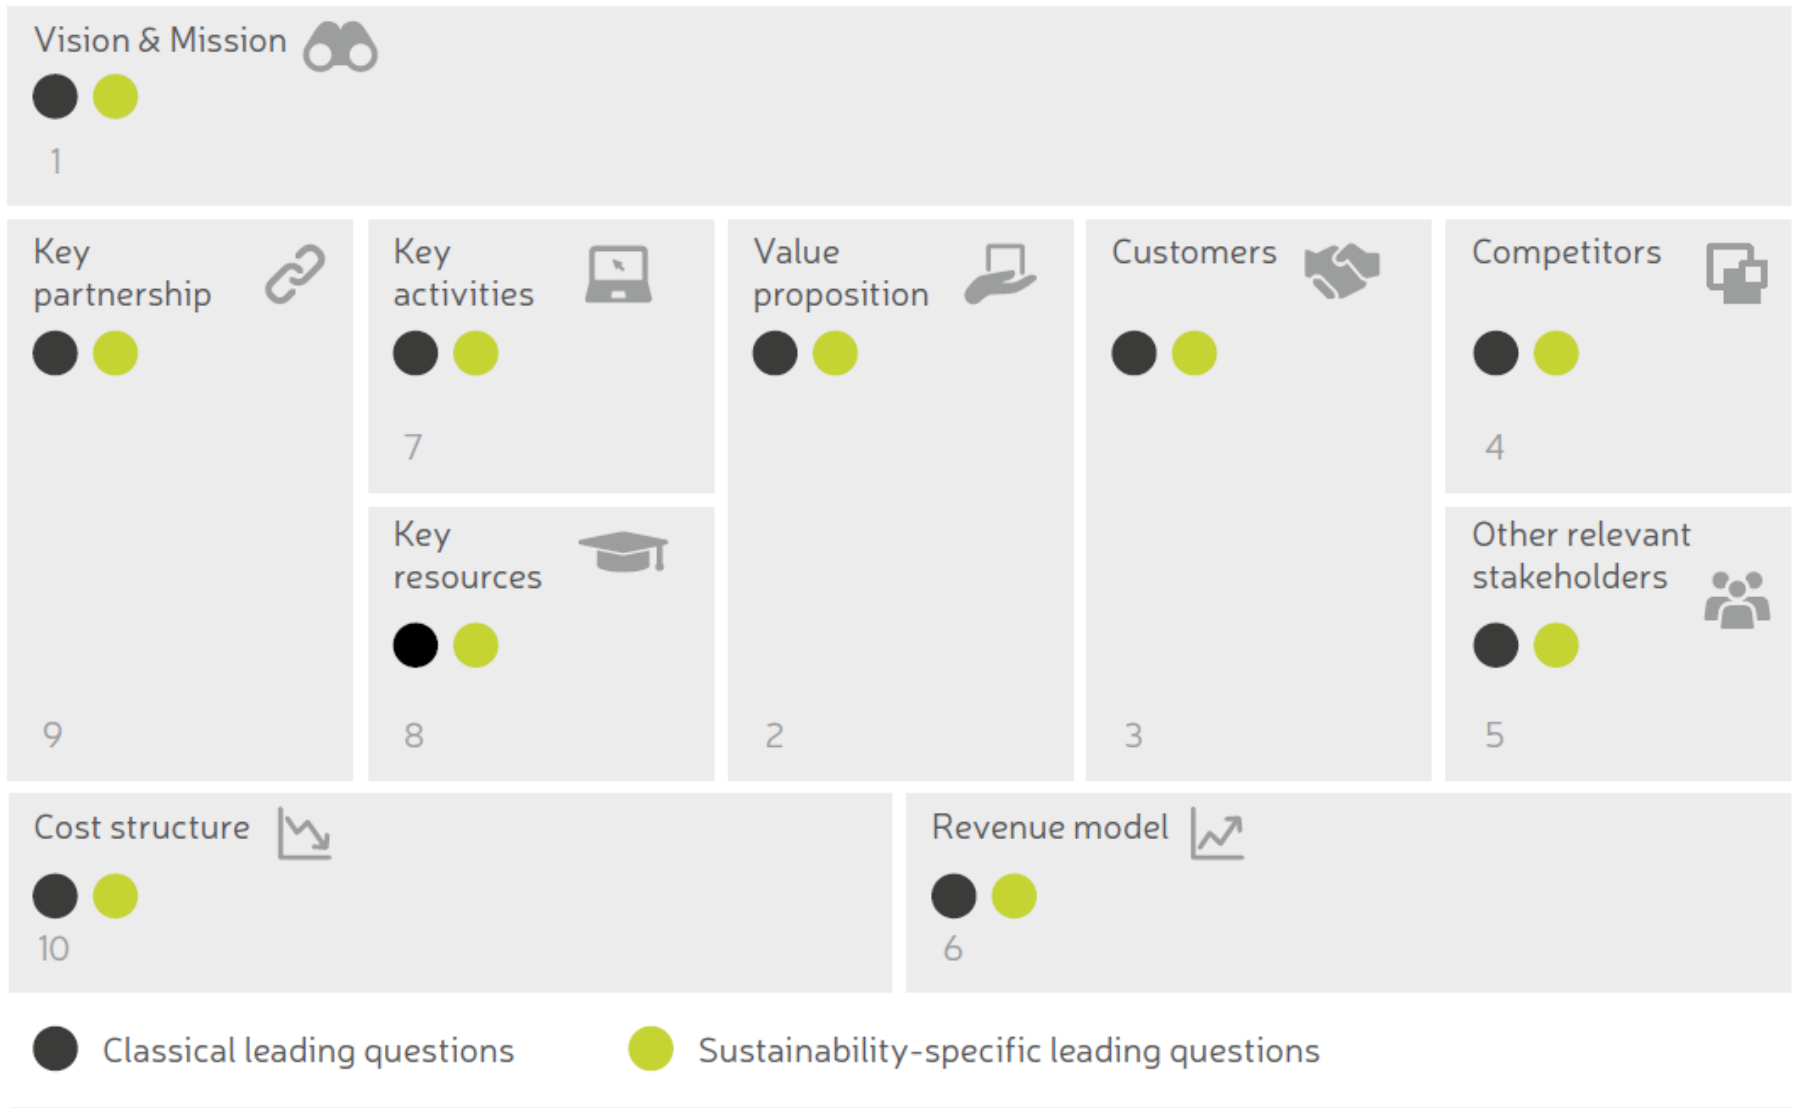 Vision & Mission
1
Key
partnership
9
Key
activities
7
Key
resources
8
Value
proposition
2
Customers
3
Competitors
4
Other relevant
stakeholders
5
Cost structure
10
Revenue model
6
Classical leading questions
Sustainability-specific leading questions